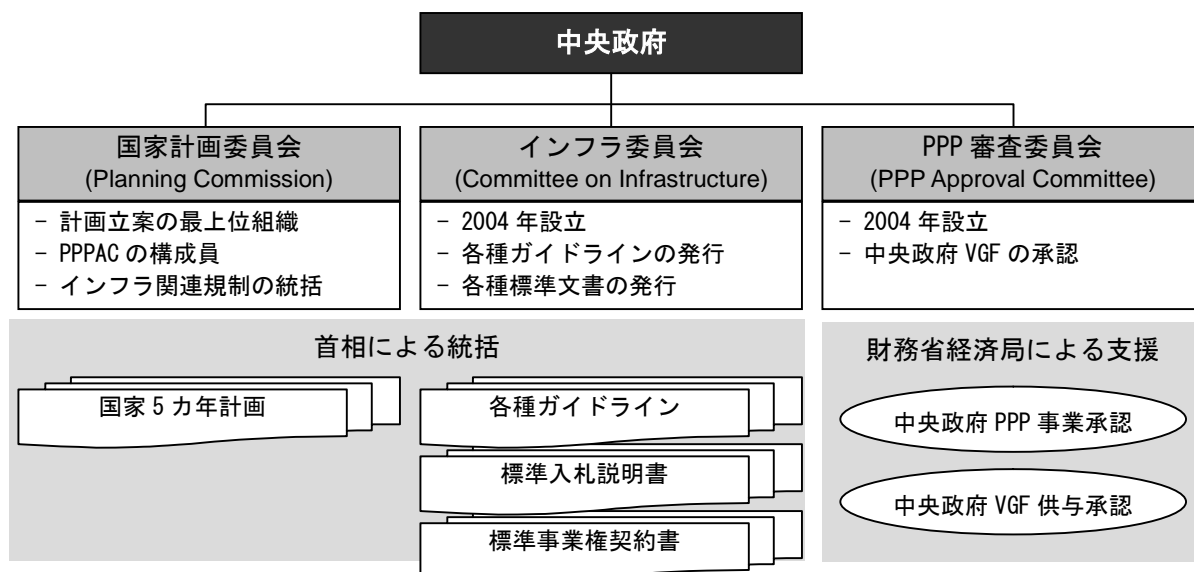 中央政府
国家計画委員会
(Planning Commission)
- 計画立案の最上位組織
- PPPAC の構成員
- インフラ関連規制の統括
インフラ委員会
(Committee on Infrastructure)
- 2004 年設立
- 各種ガイドラインの発行
- 各種標準文書の発行
PPP 審査委員会
(PPP Approval Committee)
- 2004 年設立
- 中央政府 VGF の承認
首相による統括
国家 5 カ年計画
各種ガイドライン
標準入札説明書
標準事業権契約書
財務省経済局による支援
中央政府 PPP 事業承認
中央政府 VGF 供与承認